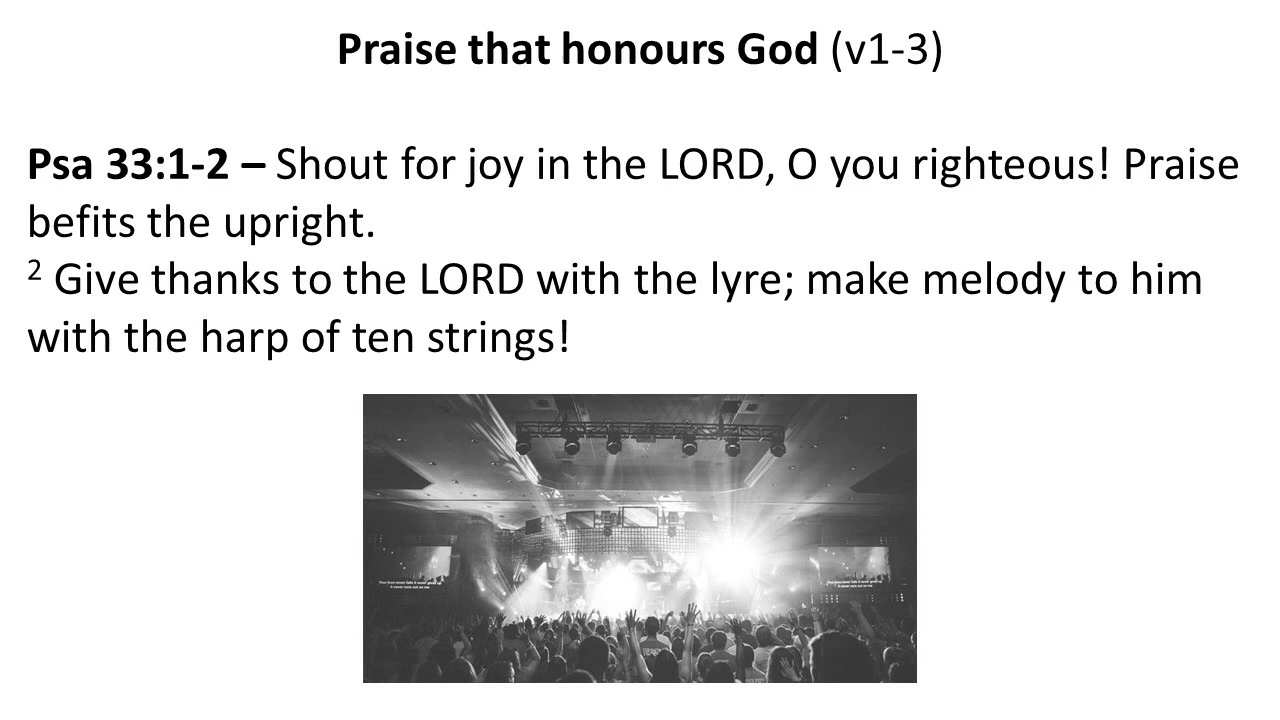 Praise that honours God (v1-3)
Psa 33:1-2 – Shout for joy in the LORD, O you righteous! Praise
befits the upright.
² Give thanks to the LORD with the lyre; make melody to him
with the harp of ten strings!